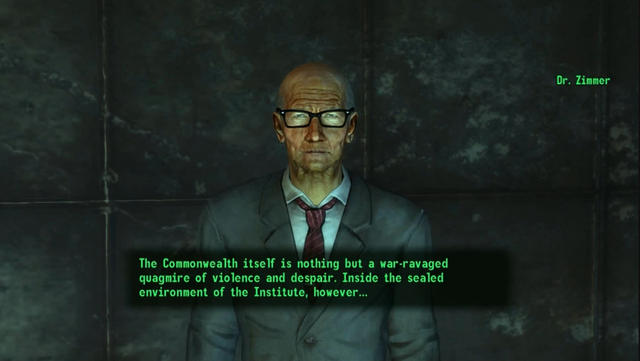 Dr. Zimmer
The Commonwealth itself is nothing but a war-ravaged
quagmire of violence and despair. Inside the sealed
environment of the Institute, however...